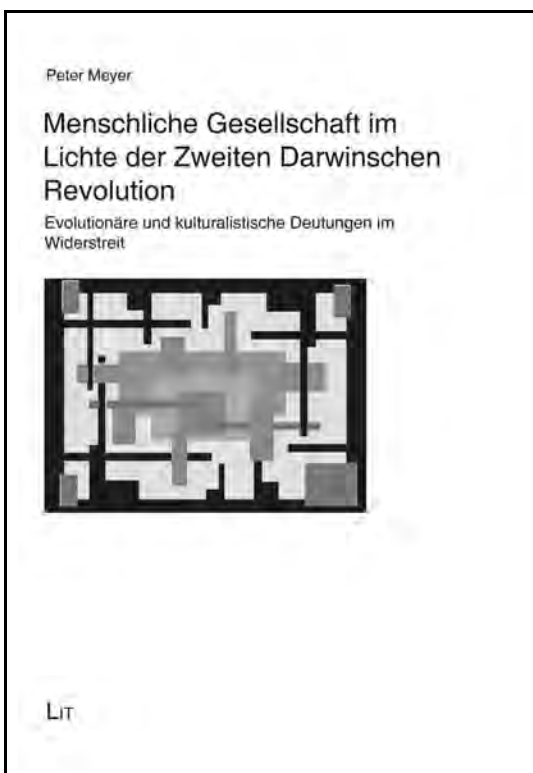 Peter Meyer
Menschliche Gesellschaft im
Lichte der Zweiten Darwinschen
Revolution
Evolutionäre und kulturalistische Deutungen im
Widerstreit
LIT